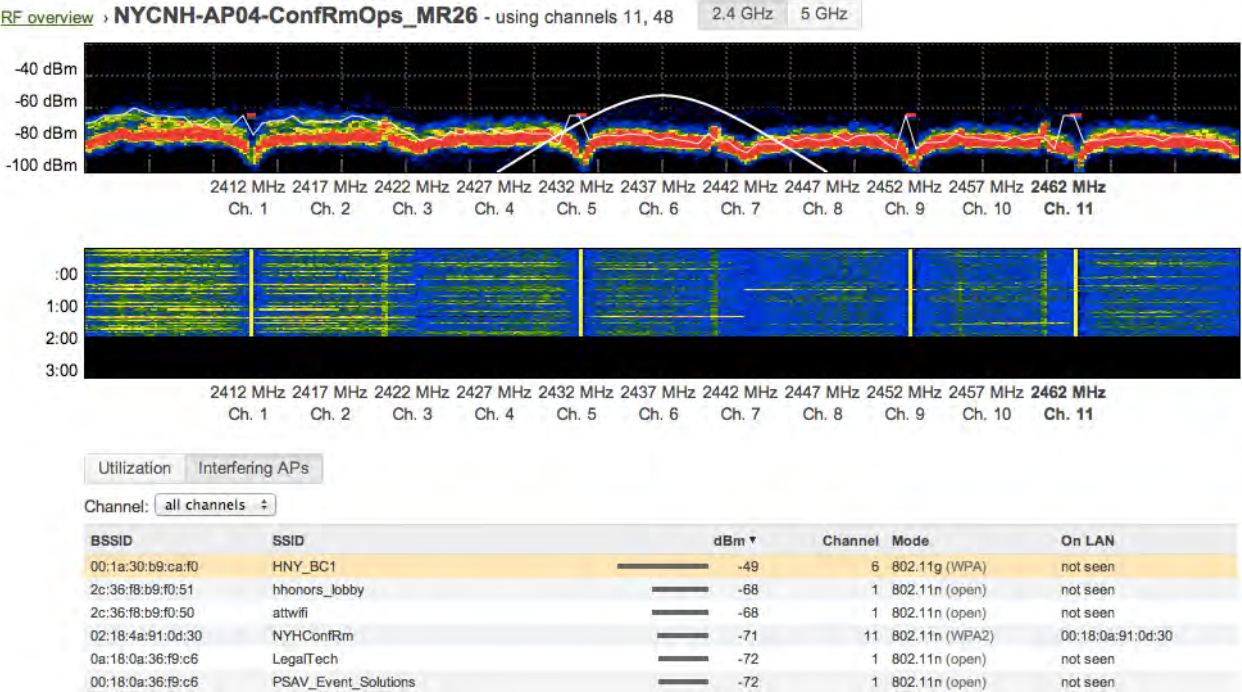 RF overview › NYCNH-AP04-ConfRmOps_MR26 - using channels 11, 48 2.4 GHz 5 GHz
-40 dBm
-60 dBm
-80 dBm
-100 dBm
2412 MHz 2417 MHz 2422 MHz 2427 MHz 2432 MHz 2437 MHz 2442 MHz 2447 MHz 2452 MHz 2457 MHz 2462 MHz
Ch. 1 Ch. 2 Ch. 3 Ch. 4 Ch. 5 Ch. 6 Ch. 7 Ch. 8 Ch. 9 Ch. 10 Ch. 11
:00
1:00
2:00
3:00
2412 MHz 2417 MHz 2422 MHz 2427 MHz 2432 MHz 2437 MHz 2442 MHz 2447 MHz 2452 MHz 2457 MHz 2462 MHz
Ch. 1 Ch. 2 Ch. 3 Ch. 4 Ch. 5 Ch. 6 Ch. 7 Ch. 8 Ch. 9 Ch. 10 Ch. 11
Utilization Interfering APs
Channel: all channels
BSSID SSID dBm ▼ Channel Mode On LAN
00:1a:30:b9:ca:f0 HNY_BC1 -49 6 802.11g (WPA) not seen
2c:36:f8:b9:f0:51 hhonors_lobby -68 1 802.11n (open) not seen
2c:36:f8:b9:f0:50 attwifi -68 1 802.11n (open) not seen
02:18:4a:91:0d:30 NYHConfRm -71 11 802.11n (WPA2) 00:18:0a:91:0d:30
0a:18:0a:36:f9:c6 LegalTech -72 1 802.11n (open) not seen
00:18:0a:36:f9:c6 PSAV_Event_Solutions -72 1 802.11n (open) not seen